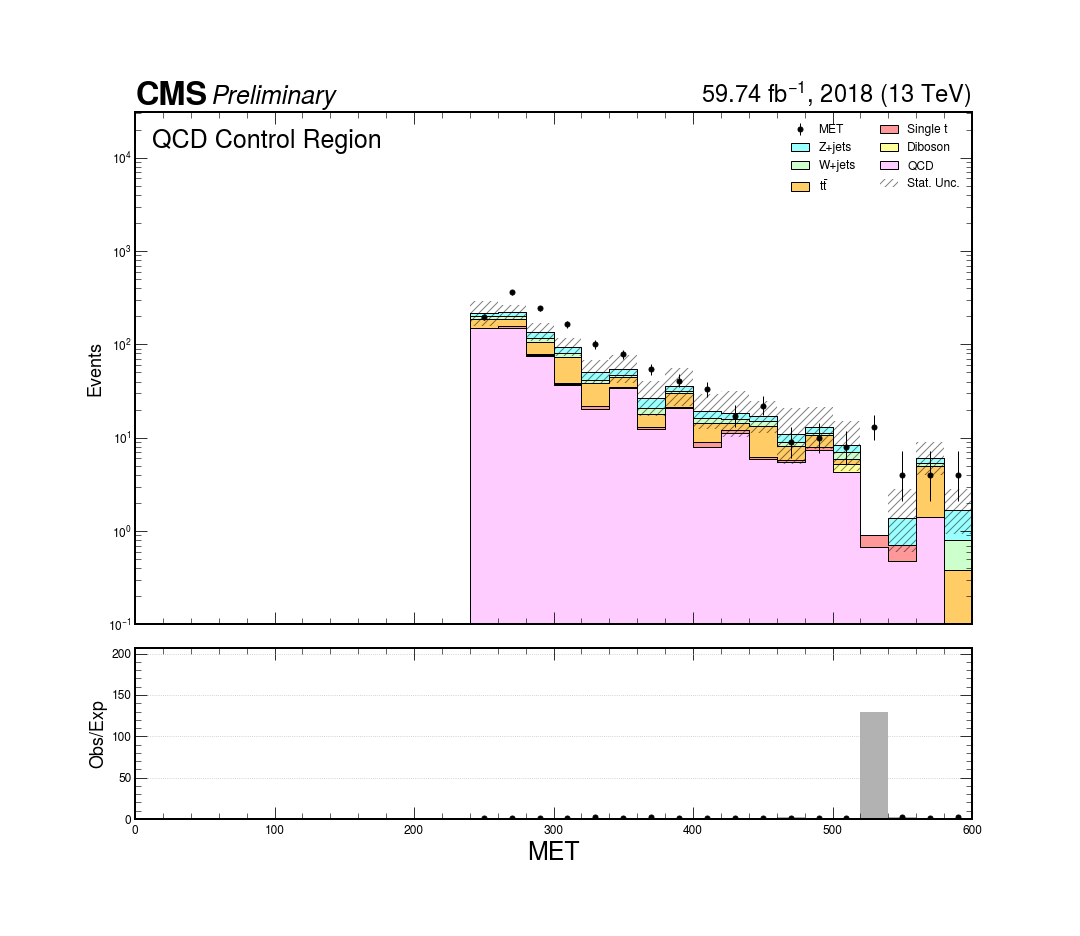 CMS Preliminary
59.74 fb⁻¹, 2018 (13 TeV)
QCD Control Region
MET
Z+jets
W+jets
tt̄
Single t
Diboson
QCD
Stat. Unc.
Events
10⁴
10³
10²
10¹
10⁰
10⁻¹
Obs/Exp
200
150
100
50
0
0 100 200 300 400 500 600
MET